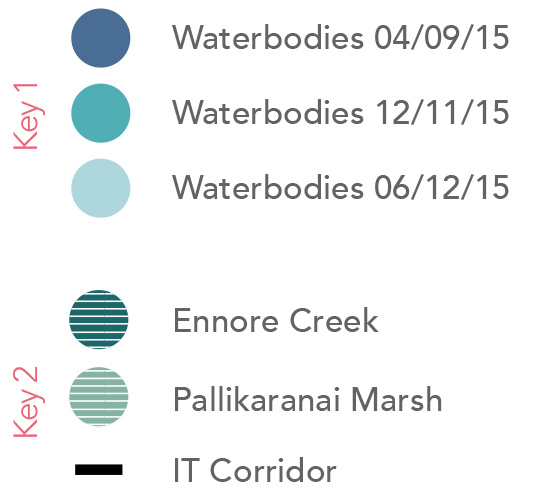 Key 1
Waterbodies 04/09/15
Waterbodies 12/11/15
Waterbodies 06/12/15
Key 2
Ennore Creek
Pallikaranai Marsh
IT Corridor